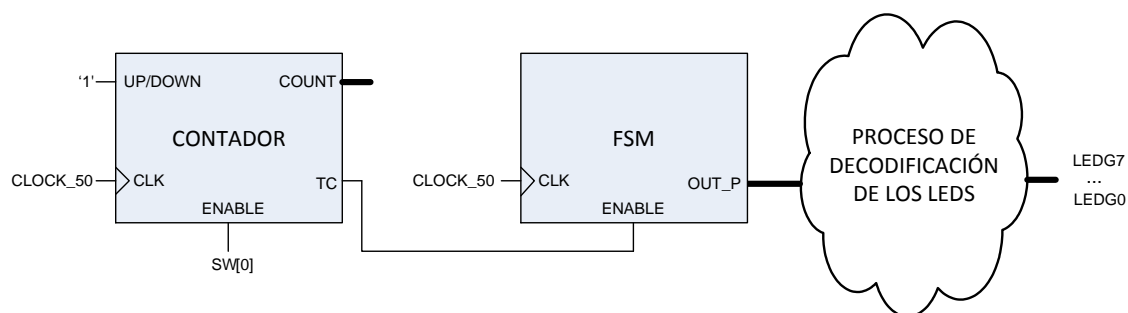 '1' UP/DOWN COUNT
CONTADOR
CLOCK_50 CLK TC
ENABLE
SW[0]
FSM
CLOCK_50 CLK OUT_P
ENABLE
PROCESO DE
DECODIFICACIÓN
DE LOS LEDS
LEDG7
...
LEDG0